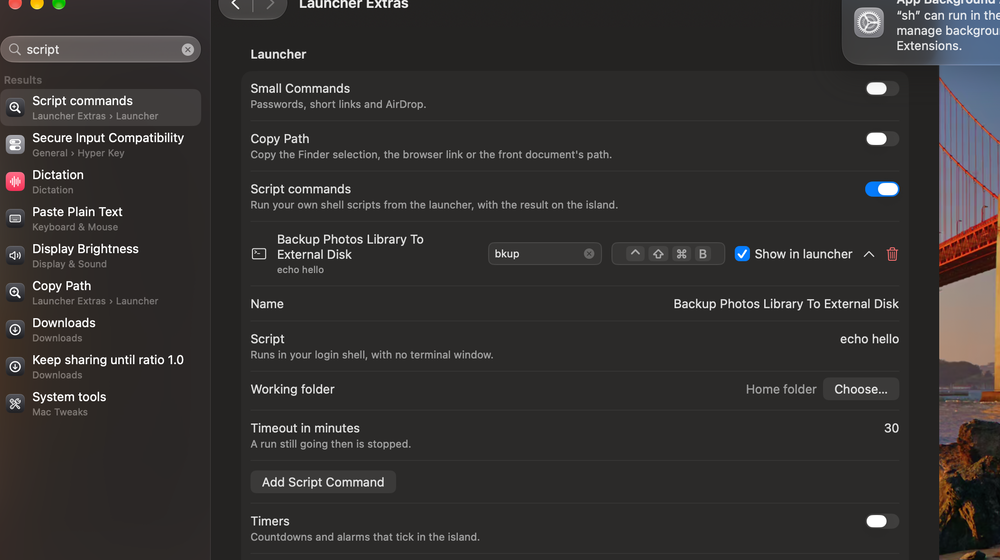 Launcher Extras
App Background
"sh" can run in the
manage backgrou
Extensions.
script
Results
Script commands
Launcher Extras › Launcher
Secure Input Compatibility
General › Hyper Key
Dictation
Dictation
Paste Plain Text
Keyboard & Mouse
Display Brightness
Display & Sound
Copy Path
Launcher Extras › Launcher
Downloads
Downloads
Keep sharing until ratio 1.0
Downloads
System tools
Mac Tweaks
Launcher
Small Commands
Passwords, short links and AirDrop.
Copy Path
Copy the Finder selection, the browser link or the front document's path.
Script commands
Run your own shell scripts from the launcher, with the result on the island.
Backup Photos Library To
External Disk
echo hello
bkup
⌃ ⇧ ⌘ B
Show in launcher
Name
Backup Photos Library To External Disk
Script
echo hello
Runs in your login shell, with no terminal window.
Working folder
Home folder
Choose...
Timeout in minutes
30
A run still going then is stopped.
Add Script Command
Timers
Countdowns and alarms that tick in the island.